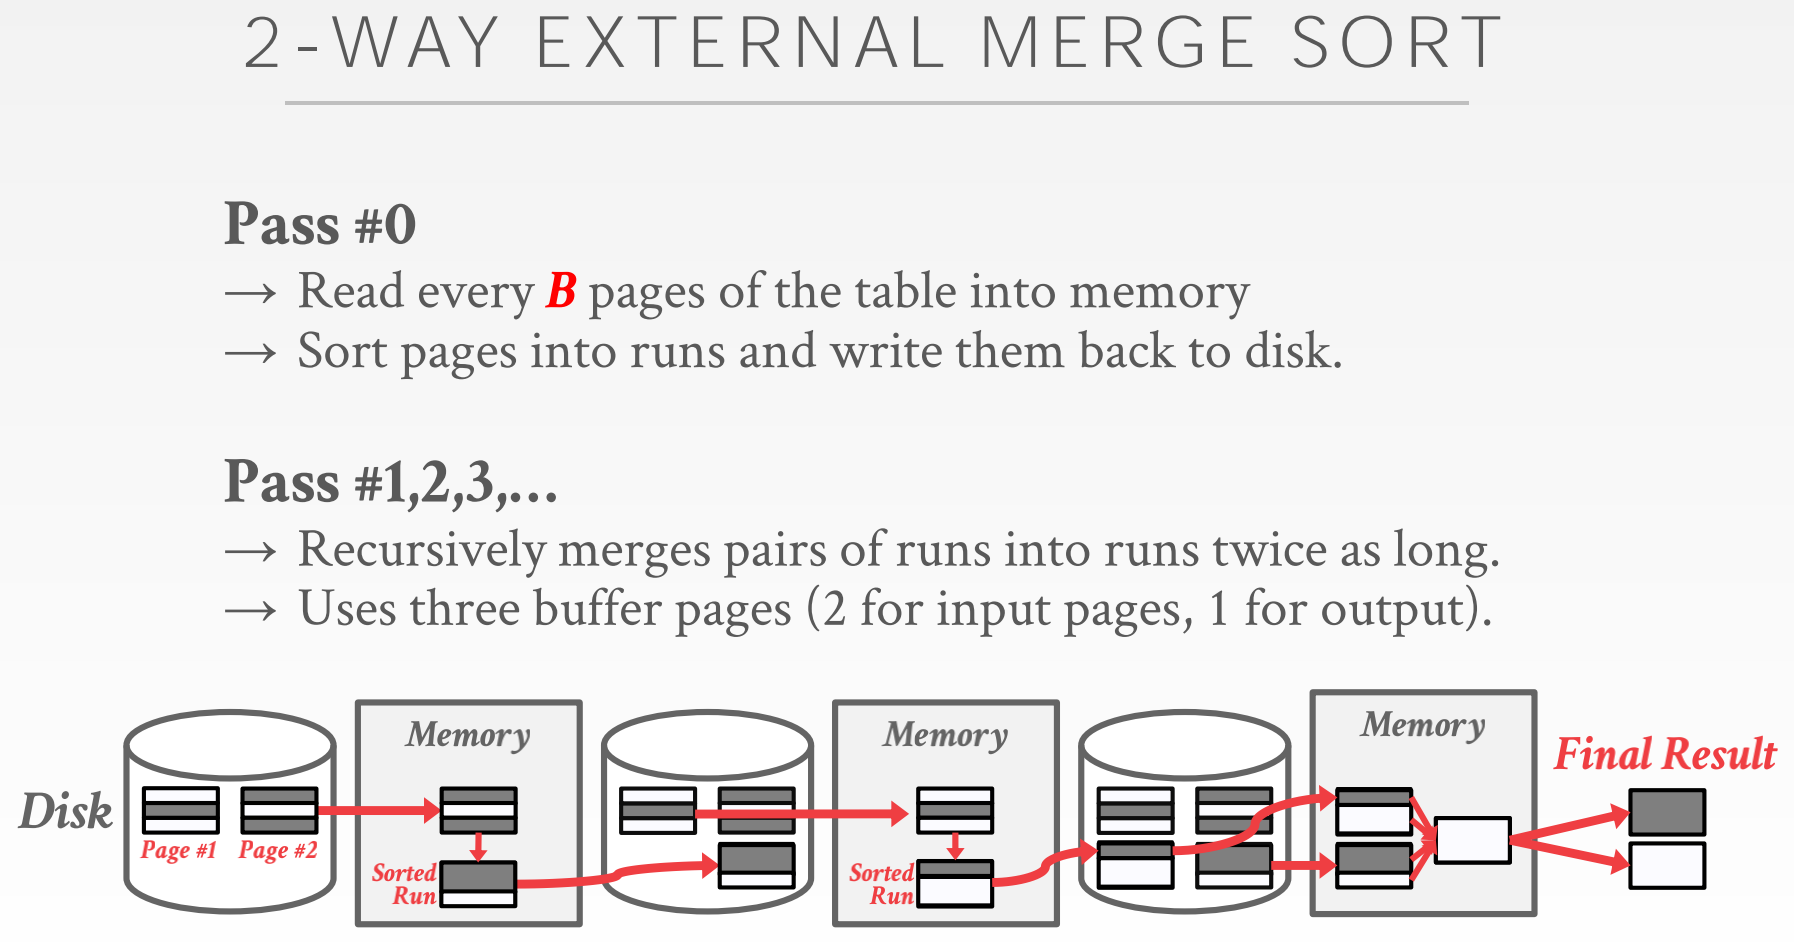 2-WAY EXTERNAL MERGE SORT
Pass #0
→ Read every B pages of the table into memory
→ Sort pages into runs and write them back to disk.
Pass #1,2,3,…
→ Recursively merges pairs of runs into runs twice as long.
→ Uses three buffer pages (2 for input pages, 1 for output).
Disk
Page #1
Page #2
Memory
Sorted
Run
Memory
Sorted
Run
Memory
Final Result